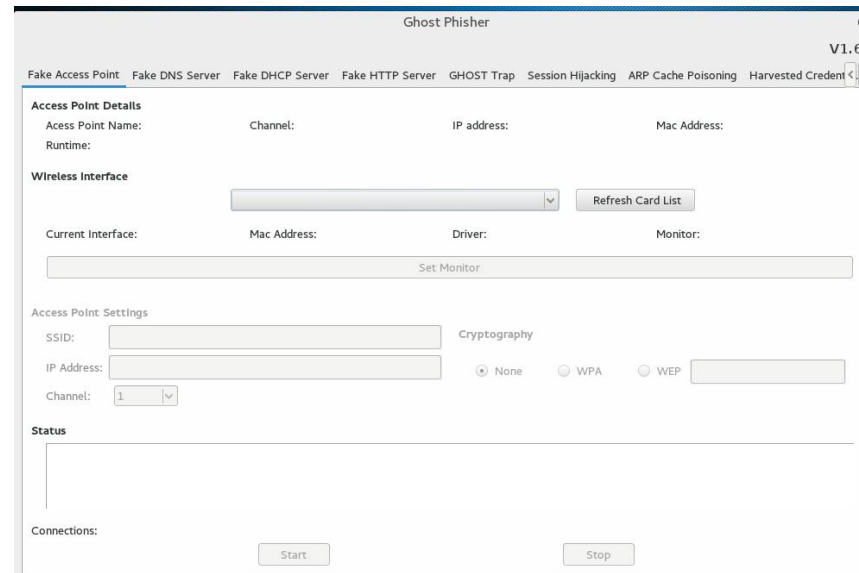 Ghost Phisher
V1.6
Fake Access Point Fake DNS Server Fake DHCP Server Fake HTTP Server GHOST Trap Session Hijacking ARP Cache Poisoning Harvested Credent
Access Point Details
Acess Point Name: Channel: IP address: Mac Address:
Runtime:
Wireless Interface
Refresh Card List
Current Interface: Mac Address: Driver: Monitor:
Set Monitor
Access Point Settings
SSID: Cryptography
IP Address: None WPA WEP
Channel: 1
Status
Connections:
Start Stop